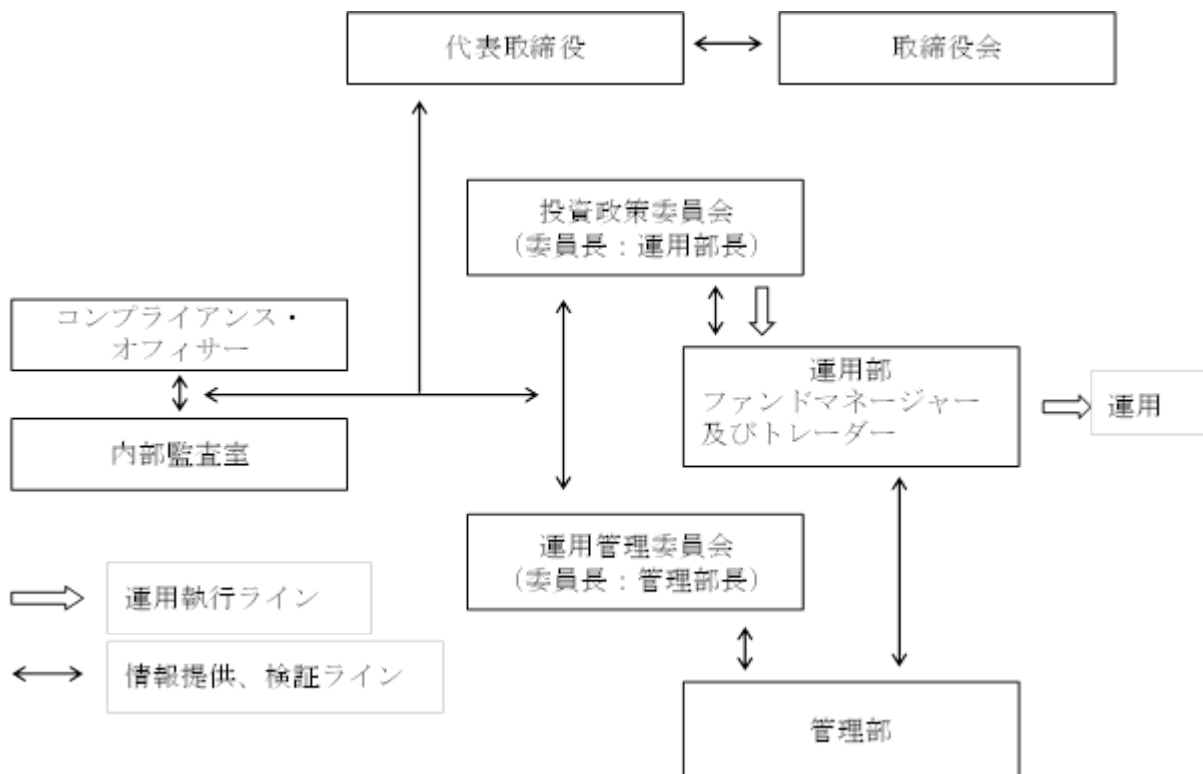 代表取締役
取締役会
投資政策委員会
（委員長：運用部長）
コンプライアンス・
オフィサー
運用部
ファンドマネージャー
及びトレーダー
運用
内部監査室
運用管理委員会
（委員長：管理部長）
運用執行ライン
情報提供、検証ライン
管理部